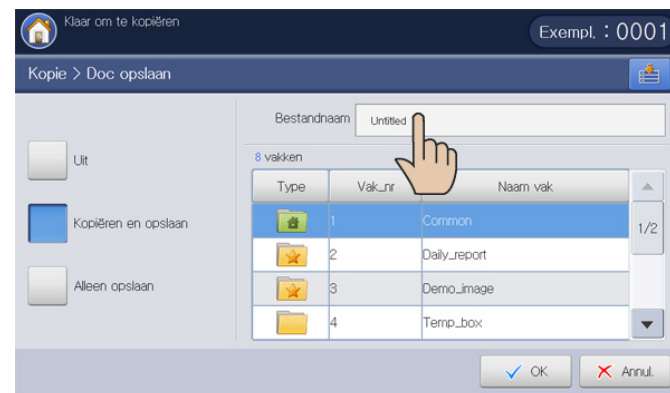 Klaar om te kopiëren
Exempl. : 0001
Kopie > Doc opslaan
Bestandnaam Untitled
Uit
8 vakken
Type Vak_nr Naam vak
Kopiëren en opslaan
1 Common
1/2
2 Daily_report
Alleen opslaan
3 Demo_image
4 Temp_box
OK Annul.